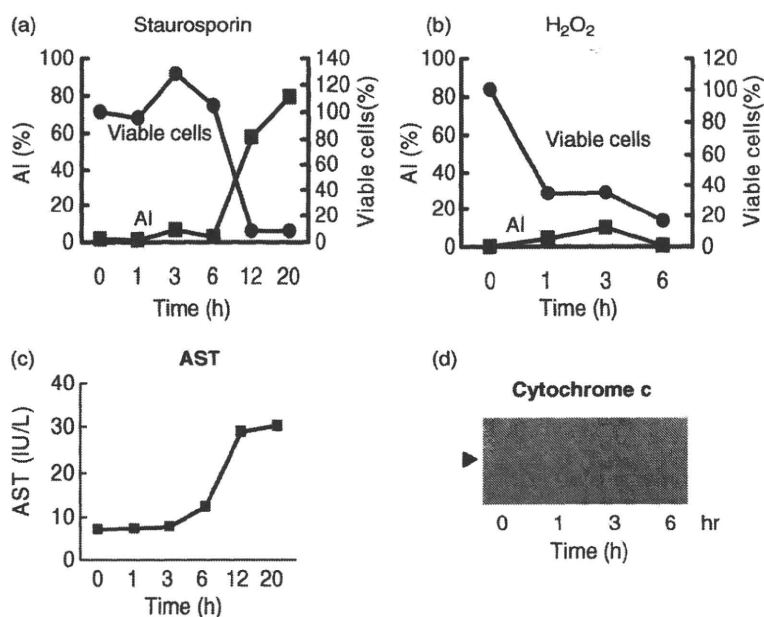 (a) Staurosporin
100
80
60
40
20
0
AI (%)
140
120
100
80
60
40
20
0
Viable cells(%)
Viable cells
AI
0 1 3 6 12 20
Time (h)
(b) H₂O₂
100
80
60
40
20
0
AI (%)
120
100
80
60
40
20
0
Viable cells(%)
Viable cells
AI
0 1 3 6
Time (h)
(c) AST
40
30
20
10
0
AST (IU/L)
0 1 3 6 12 20
Time (h)
(d)
Cytochrome c
0 1 3 6 hr
Time (h)